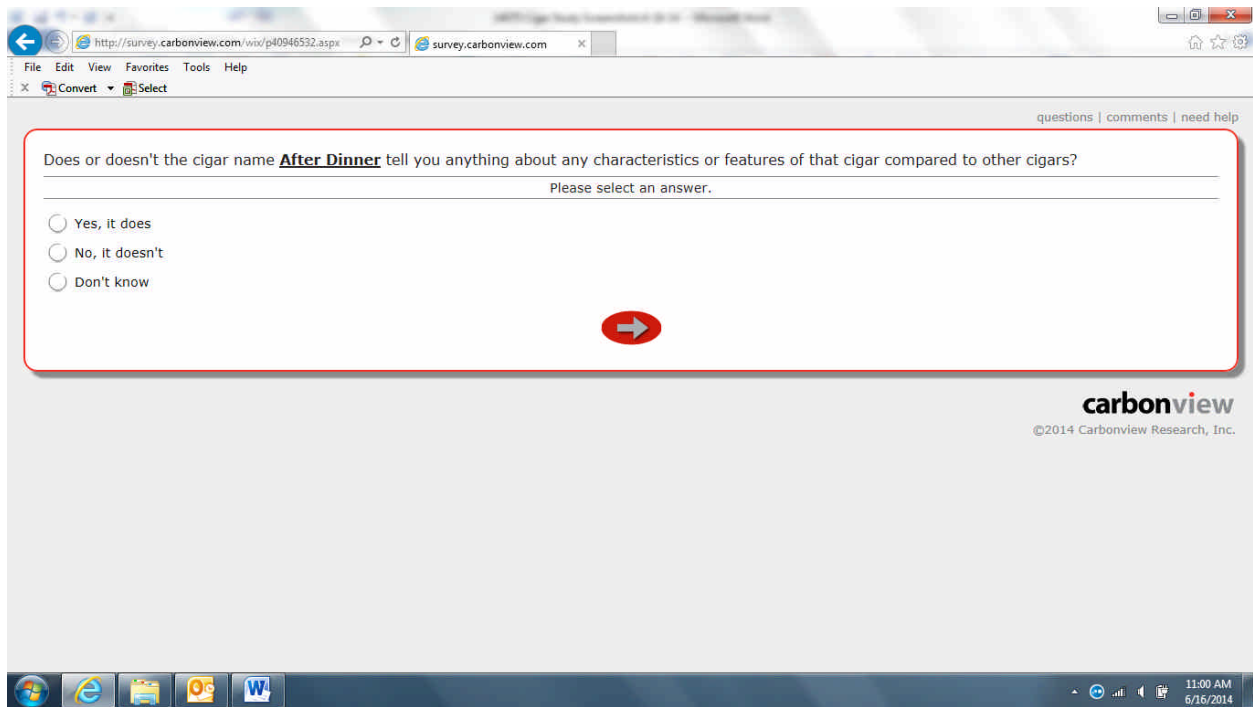 http://survey.carbonview.com/wix/p40946532.aspx
survey.carbonview.com
File Edit View Favorites Tools Help
x Convert Select
questions | comments | need help
Does or doesn't the cigar name After Dinner tell you anything about any characteristics or features of that cigar compared to other cigars?
Please select an answer.
Yes, it does
No, it doesn't
Don't know
carbonview
©2014 Carbonview Research, Inc.
11:00 AM
6/16/2014